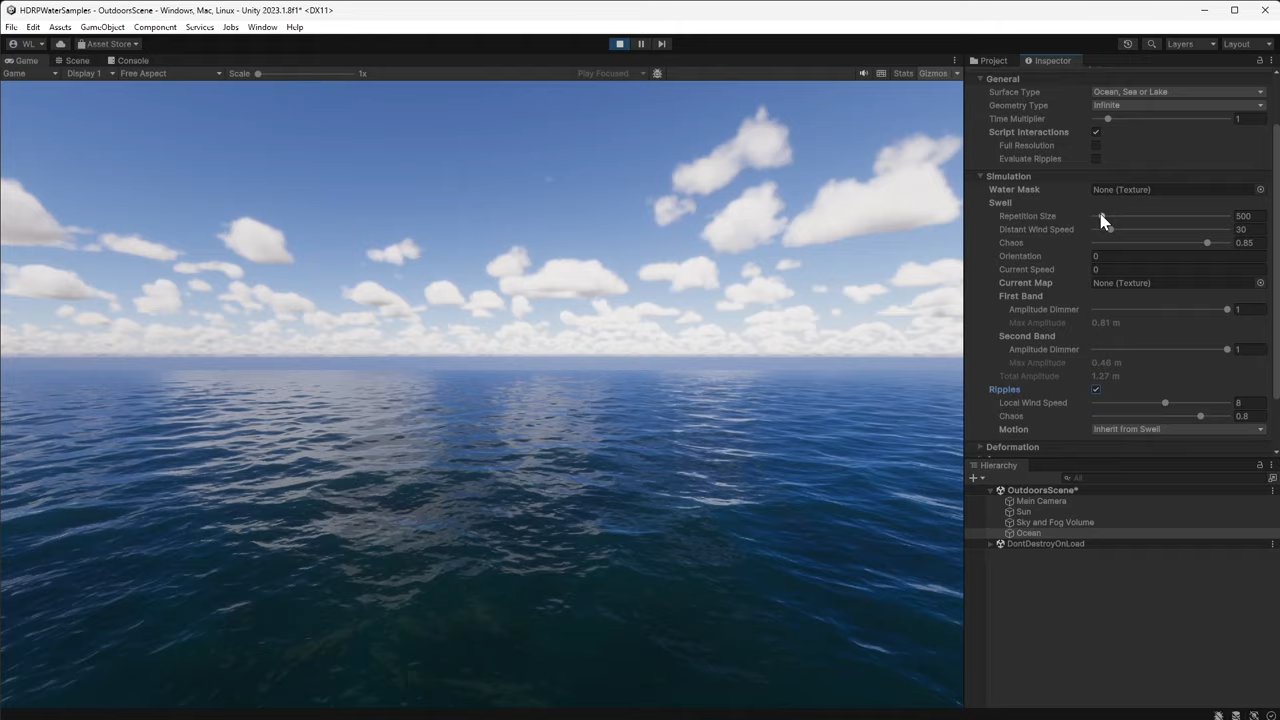 HDRPWaterSamples - OutdoorsScene - Windows, Mac, Linux - Unity 2023.1.8f1* <DX11>
File Edit Assets GameObject Component Services Jobs Window Help
WL Asset Store Layers Layout
Game Scene Console Project Inspector
Game Display 1 Free Aspect Scale 1x Play Focused Stats Gizmos
General
Surface Type Ocean, Sea or Lake
Geometry Type Infinite
Time Multiplier 1
Script Interactions
Full Resolution
Evaluate Ripples
Simulation
Water Mask None (Texture)
Swell
Repetition Size 500
Distant Wind Speed 30
Chaos 0.85
Orientation 0
Current Speed 0
Current Map None (Texture)
First Band
Amplitude Dimmer 1
Max Amplitude 0.81 m
Second Band
Amplitude Dimmer 1
Max Amplitude 0.46 m
Total Amplitude 1.27 m
Ripples
Local Wind Speed 8
Chaos 0.8
Motion Inherit from Swell
Deformation
Hierarchy
All
OutdoorsScene*
Main Camera
Sun
Sky and Fog Volume
Ocean
DontDestroyOnLoad